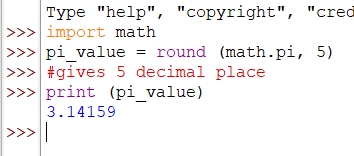 Type "help", "copyright", "cred
>>> import math
>>> pi_value = round (math.pi, 5)
>>> #gives 5 decimal place
>>> print (pi_value)
3.14159
>>>